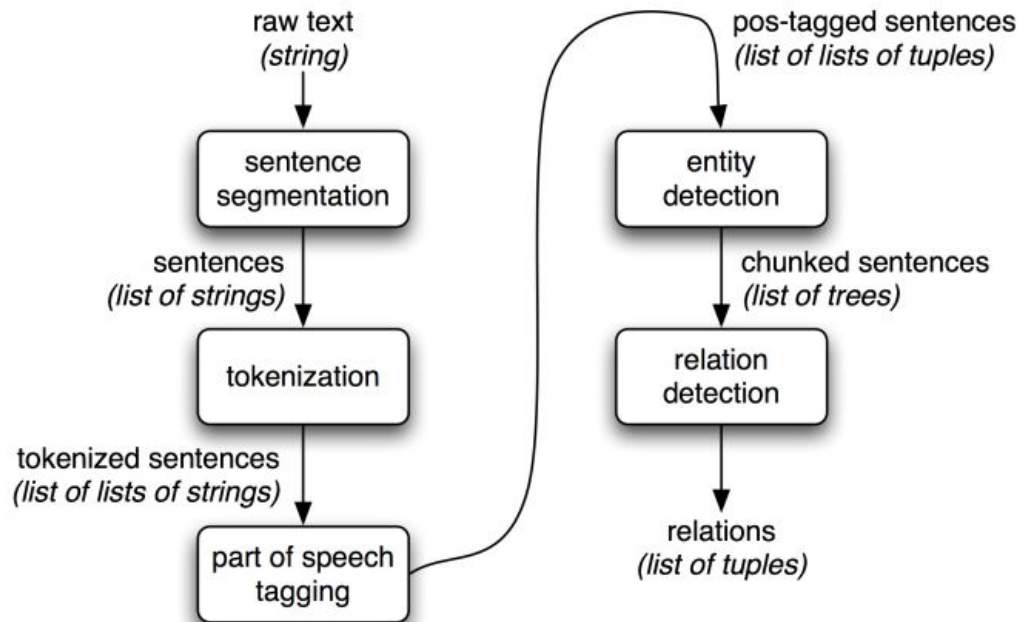 raw text
(string)
sentence
segmentation
sentences
(list of strings)
tokenization
tokenized sentences
(list of lists of strings)
part of speech
tagging
pos-tagged sentences
(list of lists of tuples)
entity
detection
chunked sentences
(list of trees)
relation
detection
relations
(list of tuples)